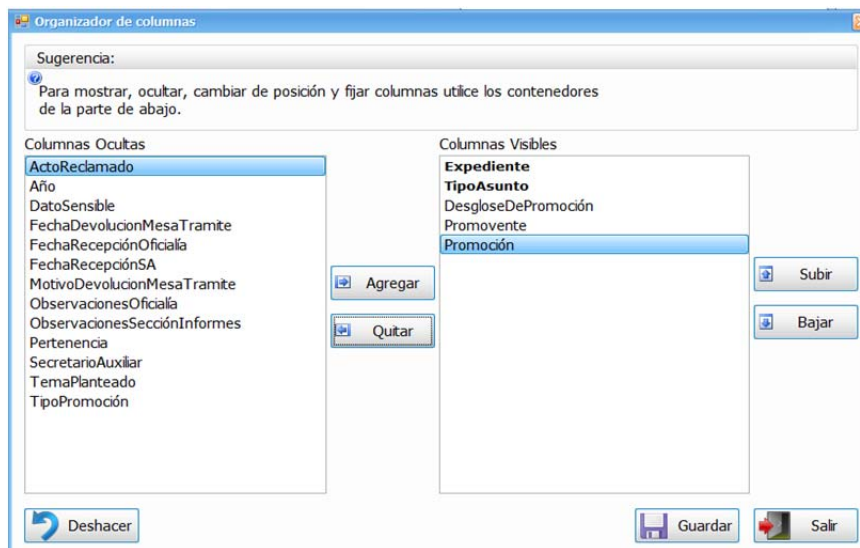 Organizador de columnas
Sugerencia:
Para mostrar, ocultar, cambiar de posición y fijar columnas utilice los contenedores
de la parte de abajo.
Columnas Ocultas
ActoReclamado
Año
DatoSensible
FechaDevolucionMesaTramite
FechaRecepciónOficialía
FechaRecepciónSA
MotivoDevolucionMesaTramite
ObservacionesOficialía
ObservacionesSecciónInformes
Pertenencia
SecretarioAuxiliar
TemaPlanteado
TipoPromoción
Agregar
Quitar
Columnas Visibles
Expediente
TipoAsunto
DesgloseDePromoción
Promovente
Promoción
Subir
Bajar
Deshacer
Guardar
Salir